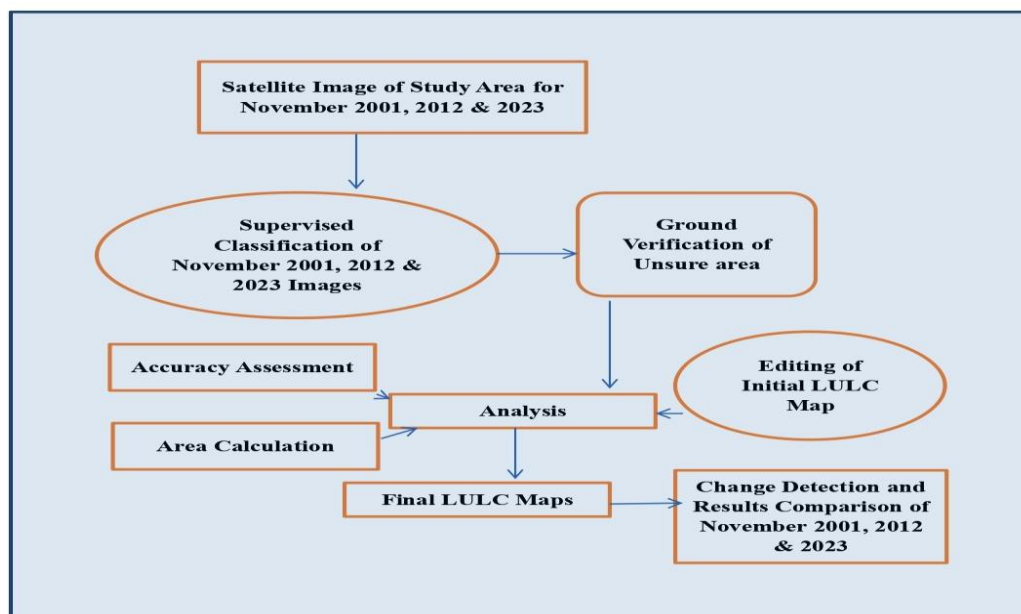 Satellite Image of Study Area for
November 2001, 2012 & 2023
Supervised
Classification of
November 2001, 2012 &
2023 Images
Ground
Verification of
Unsure area
Accuracy Assessment
Editing of
Initial LULC
Map
Analysis
Area Calculation
Final LULC Maps
Change Detection and
Results Comparison of
November 2001, 2012
& 2023